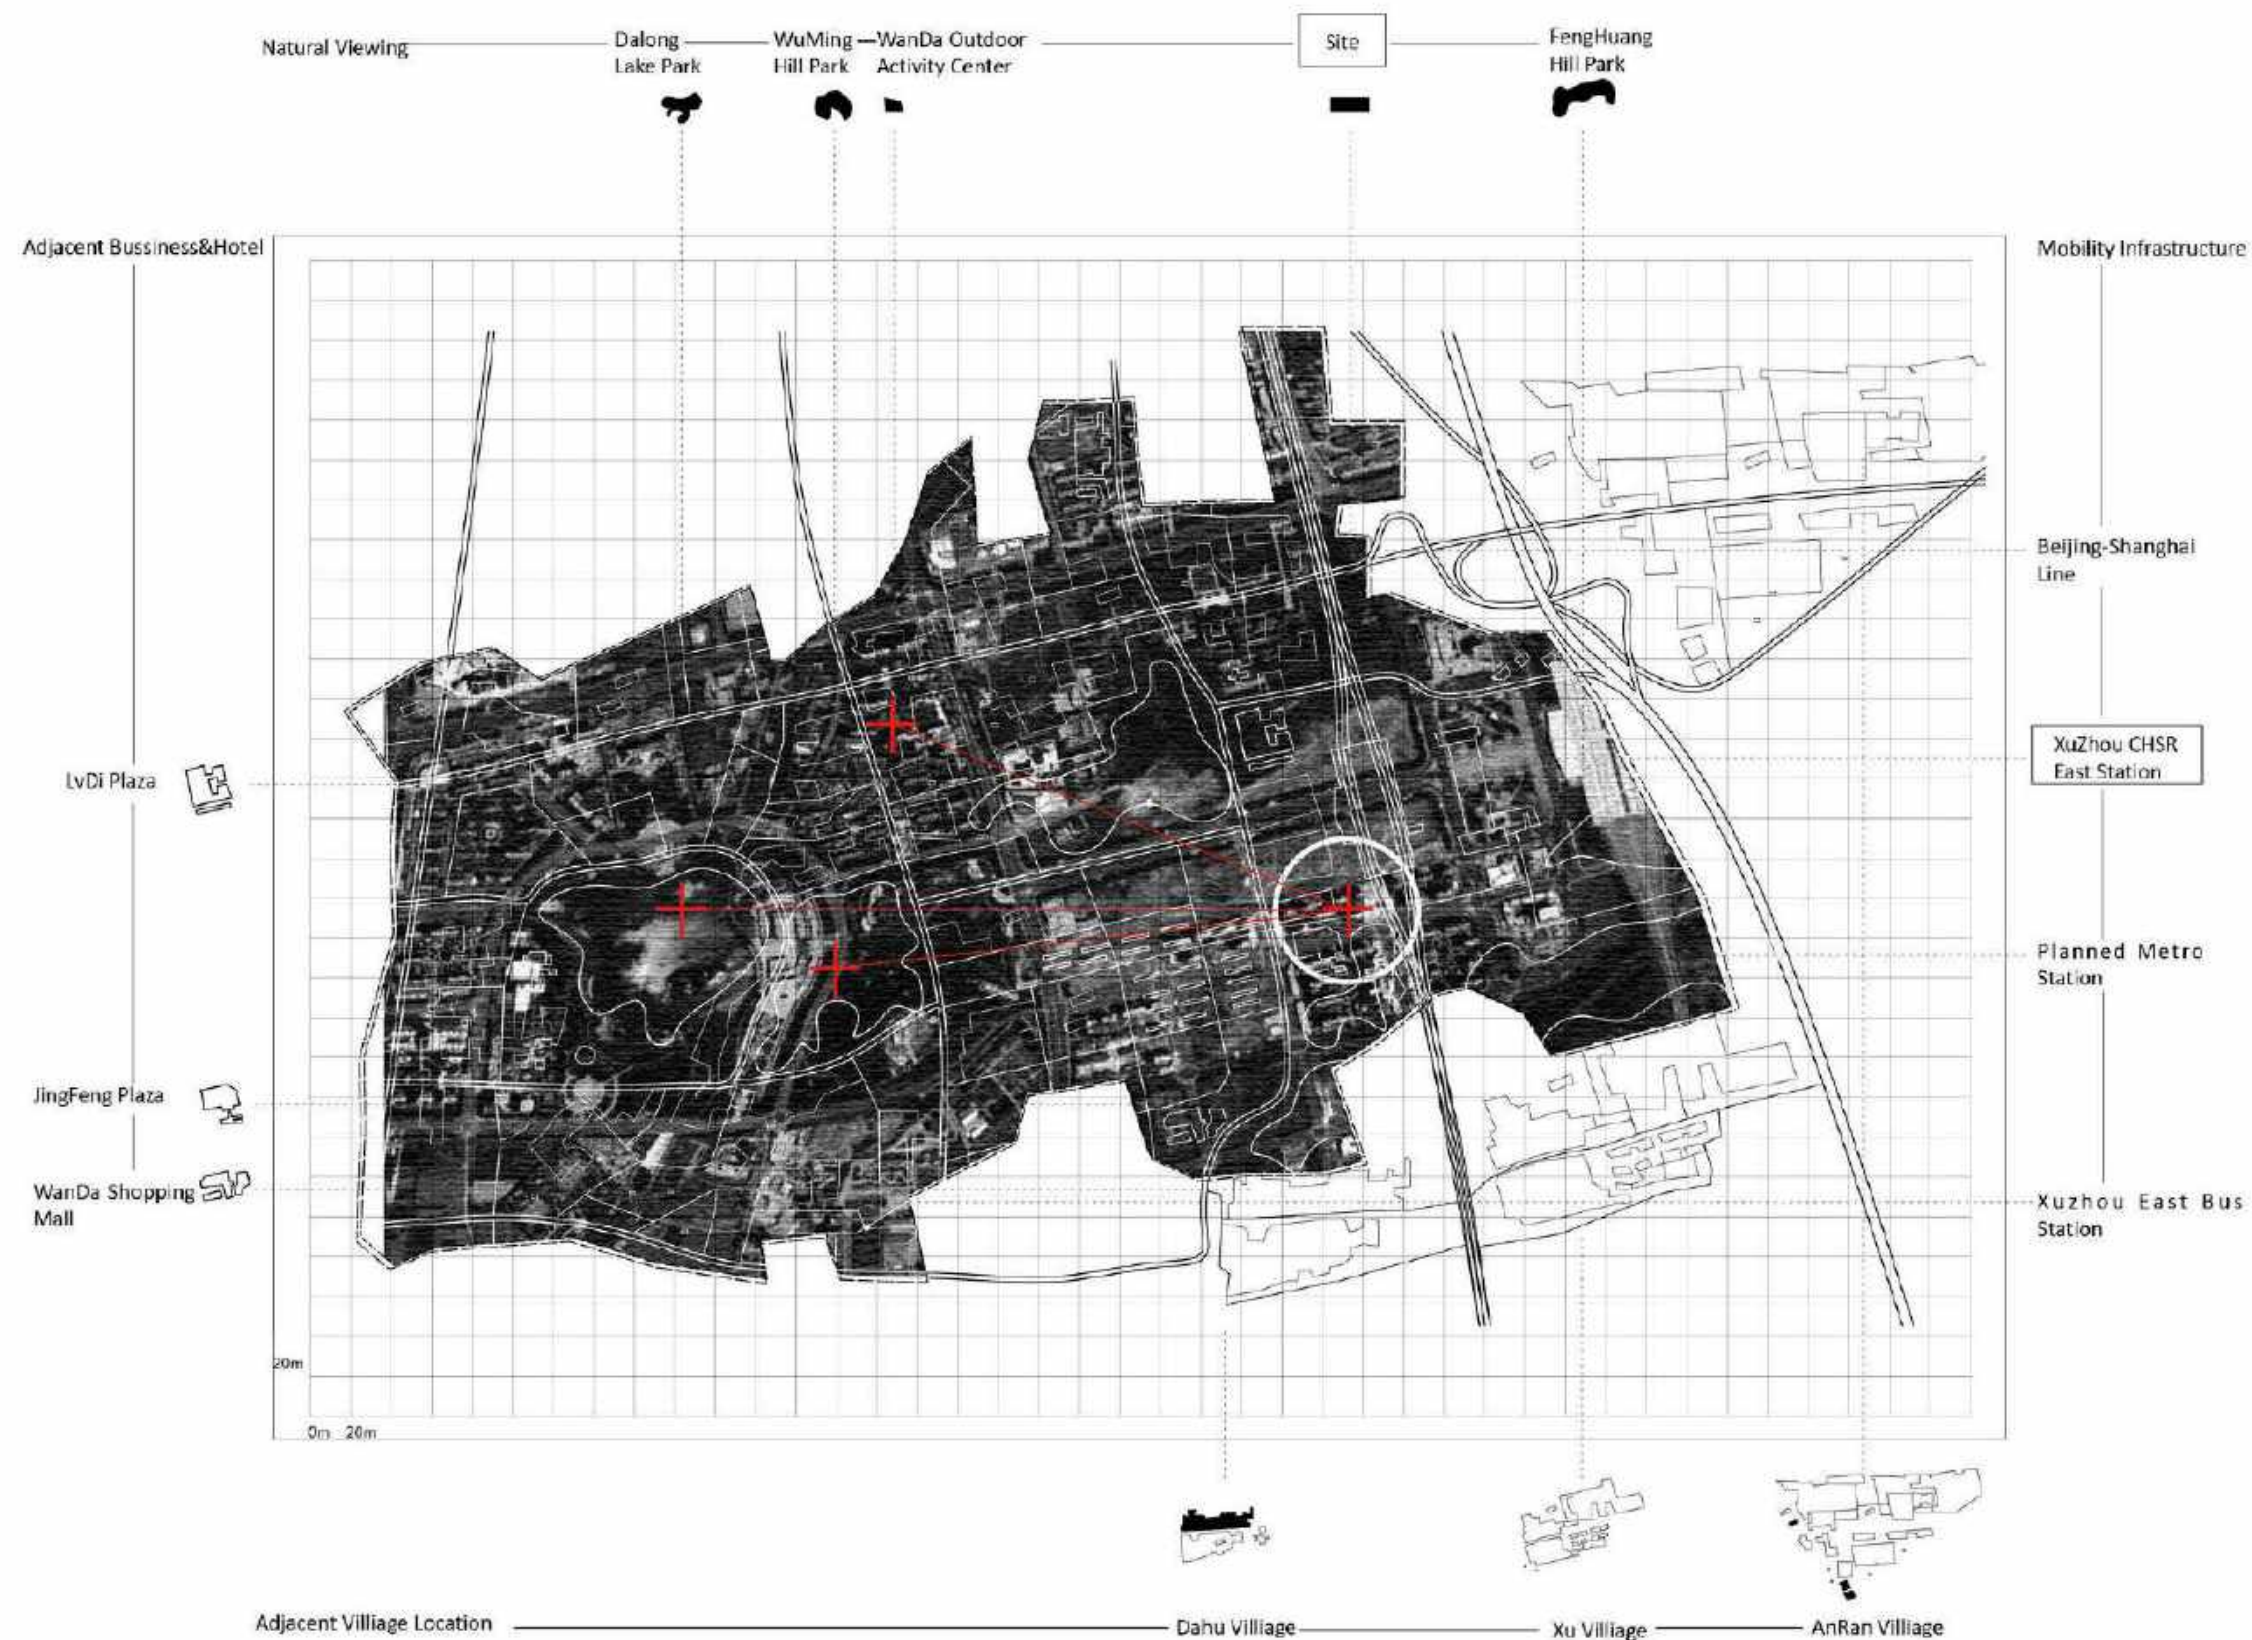 Natural Viewing
Dalong
Lake Park
WuMing
Hill Park
WanDa Outdoor
Activity Center
Site
FengHuang
Hill Park
Adjacent Bussiness&Hotel
Mobility Infrastructure
Beijing-Shanghai
Line
XuZhou CHSR
East Station
LvDi Plaza
Planned Metro
Station
JingFeng Plaza
WanDa Shopping
Mall
Xuzhou East Bus
Station
20m
0m 20m
Adjacent Villiage Location
Dahu Villiage
Xu Villiage
AnRan Villiage